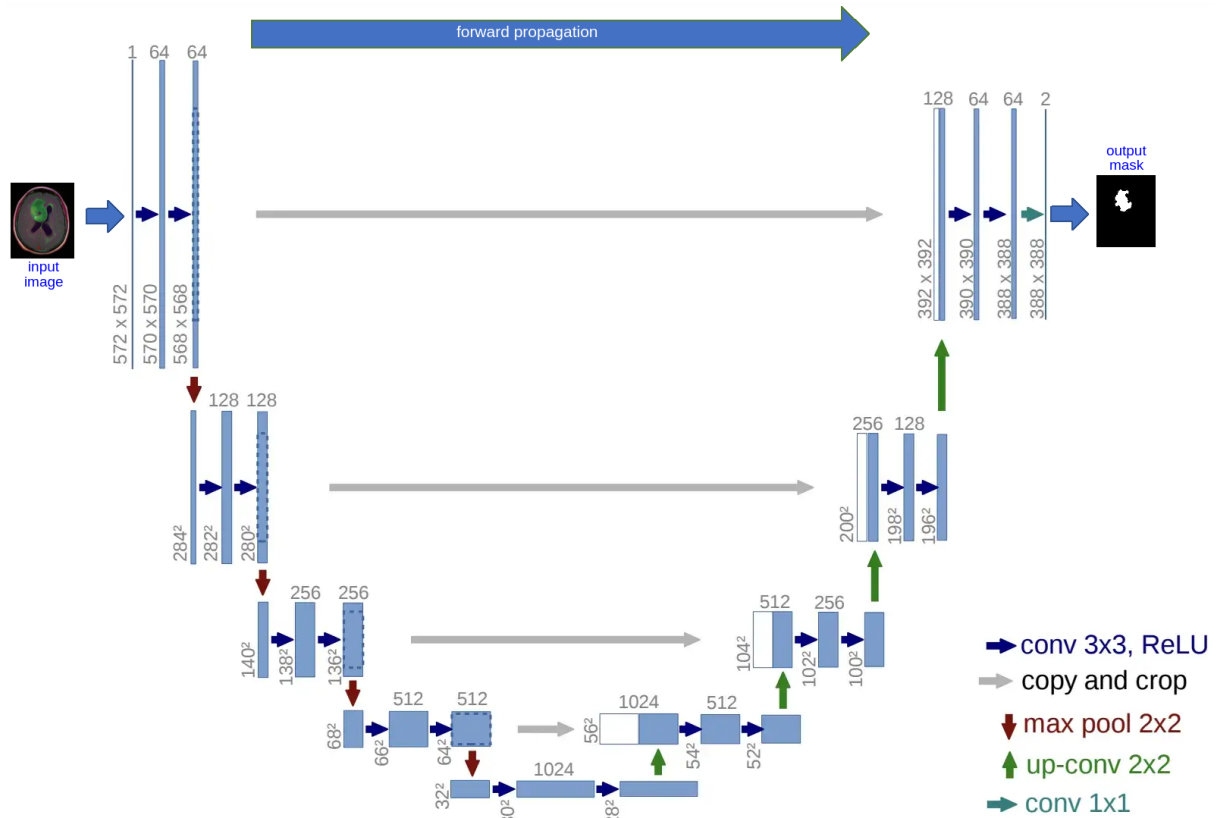 forward propagation
1 64 64
128 64 64 2
output
mask
input
image
572 x 572
570 x 570
568 x 568
392 x 392
390 x 390
388 x 388
388 x 388
128 128
256 128
284²
282²
280²
200²
198²
196²
256 256
512 256
140²
138²
136²
104²
102²
100²
512 512
1024 512
68²
66²
64²
56²
54²
52²
1024
32²
conv 3x3, ReLU
copy and crop
max pool 2x2
up-conv 2x2
conv 1x1